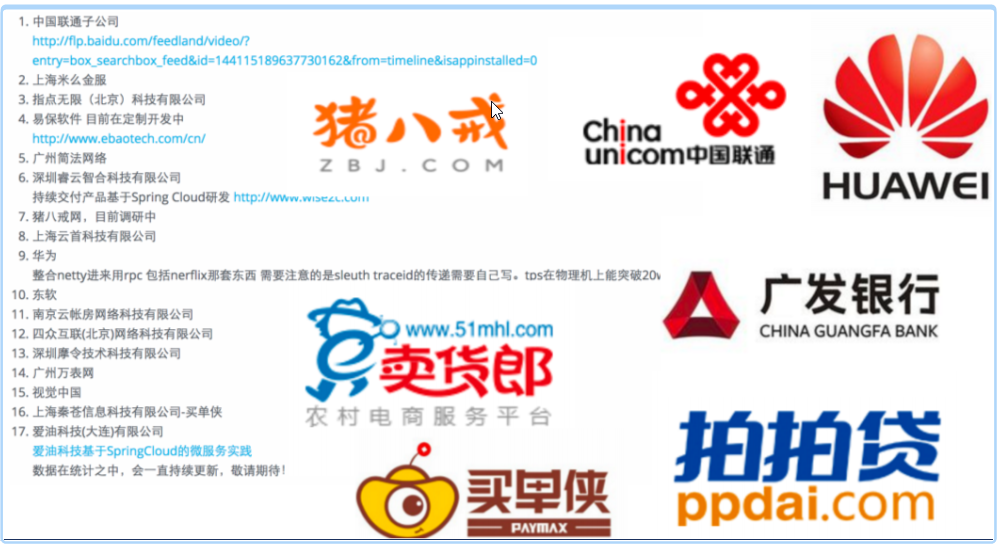 1. 中国联通子公司
http://flp.baidu.com/feedland/video/?
entry=box_searchbox_feed&id=144115189637730162&from=timeline&isappinstalled=0
2. 上海米么金服
3. 指点无限（北京）科技有限公司
4. 易保软件 目前在定制开发中
http://www.ebaotech.com/cn/
5. 广州简法网络
6. 深圳睿云智合科技有限公司
持续交付产品基于Spring Cloud研发 http://www.wise2c.com
7. 猪八戒网，目前调研中
8. 上海云首科技有限公司
9. 华为
整合netty进来用rpc 包括nerflix那套东西 需要注意的是sleuth traceid的传递需要自己写。tps在物理机上能突破20w
10. 东软
11. 南京云帐房网络科技有限公司
12. 四众互联(北京)网络科技有限公司
13. 深圳摩令技术科技有限公司
14. 广州万表网
15. 视觉中国
16. 上海秦苍信息科技有限公司-买单侠
17. 爱油科技(大连)有限公司
爱油科技基于SpringCloud的微服务实践
数据在统计之中，会一直持续更新，敬请期待！
猪八戒
ZBJ.COM
China
unicom中国联通
HUAWEI
广发银行
CHINA GUANGFA BANK
www.51mhl.com
卖货郎
农村电商服务平台
拍拍贷
ppdai.com
买单侠
PAYMAX